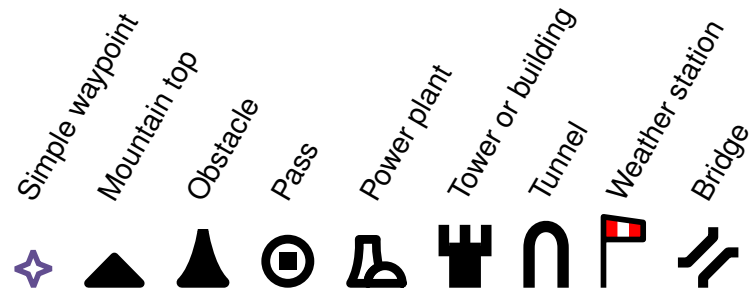 Simple waypoint
Mountain top
Obstacle
Pass
Power plant
Tower or building
Tunnel
Weather station
Bridge